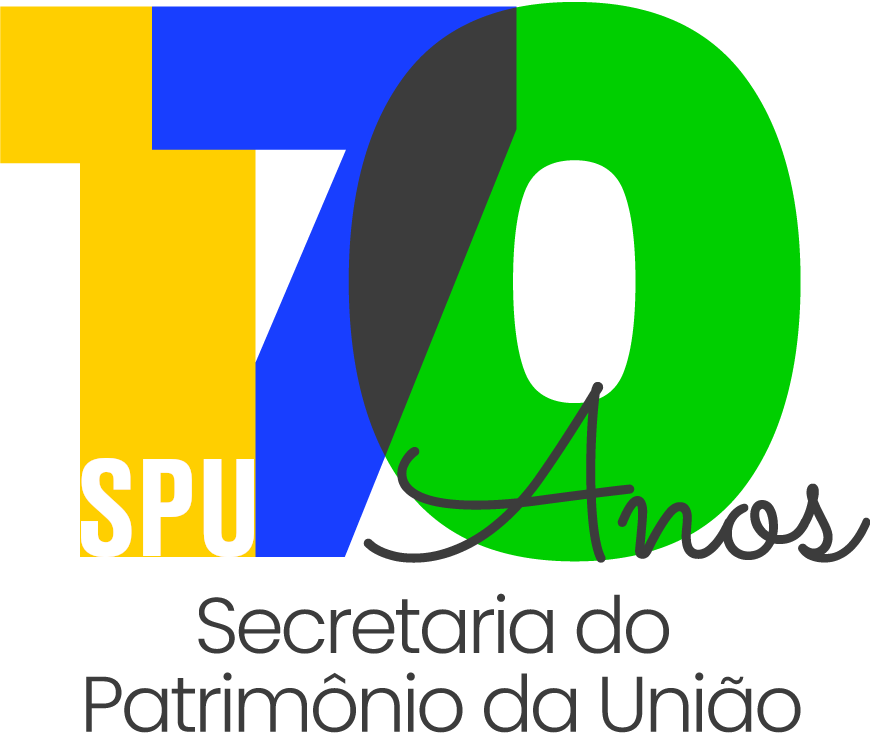 170
SPU
Anos
Secretaria do
Patrimônio da União